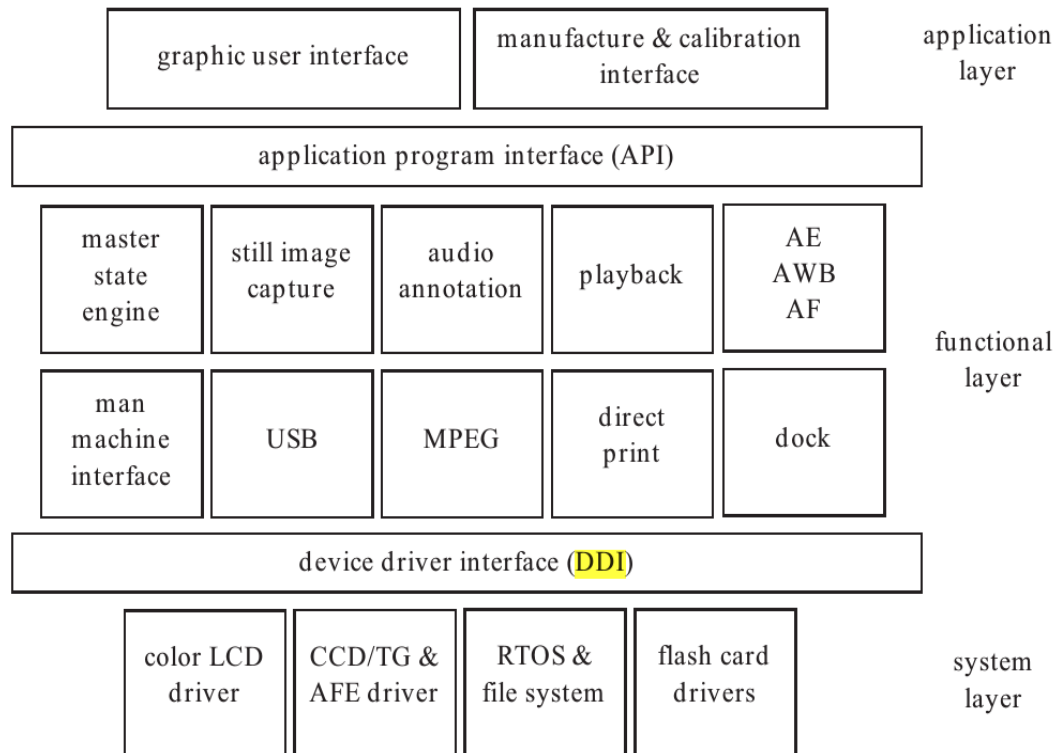 graphic user interface
manufacture & calibration
interface
application
layer
application program interface (API)
master
state
engine
still image
capture
audio
annotation
playback
AE
AWB
AF
functional
layer
man
machine
interface
USB
MPEG
direct
print
dock
device driver interface (DDI)
color LCD
driver
CCD/TG &
AFE driver
RTOS &
file system
flash card
drivers
system
layer